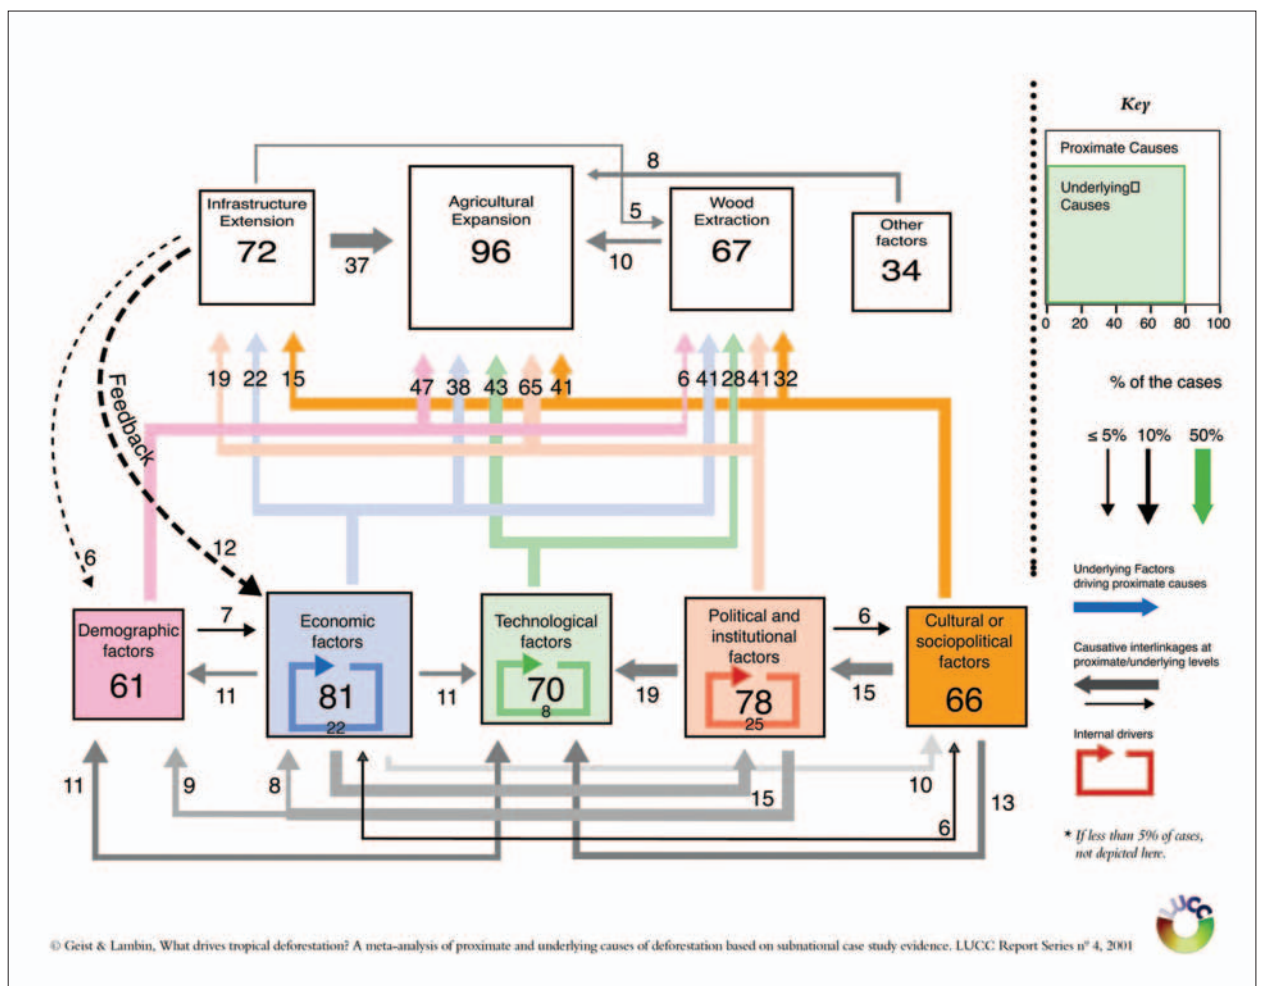 Key
Proximate Causes
Underlying
Causes
0 20 40 60 80 100
% of the cases
≤ 5% 10% 50%
Underlying Factors
driving proximate causes
Causative interlinkages at
proximate/underlying levels
Internal drivers
* If less than 5% of cases,
not depicted here.
8
Infrastructure
Extension
72
37
Agricultural
Expansion
96
5
10
Wood
Extraction
67
Other
factors
34
19 22 15
47 38 43 65 41
6 41 28 41 32
Feedback
6
12
Demographic
factors
61
7
11
Economic
factors
81
22
11
Technological
factors
70
8
19
Political and
institutional
factors
78
25
6
15
Cultural or
sociopolitical
factors
66
11
9
8
15
10
6
13
LUCC
© Geist & Lambin, What drives tropical deforestation? A meta-analysis of proximate and underlying causes of deforestation based on subnational case study evidence. LUCC Report Series nº 4, 2001